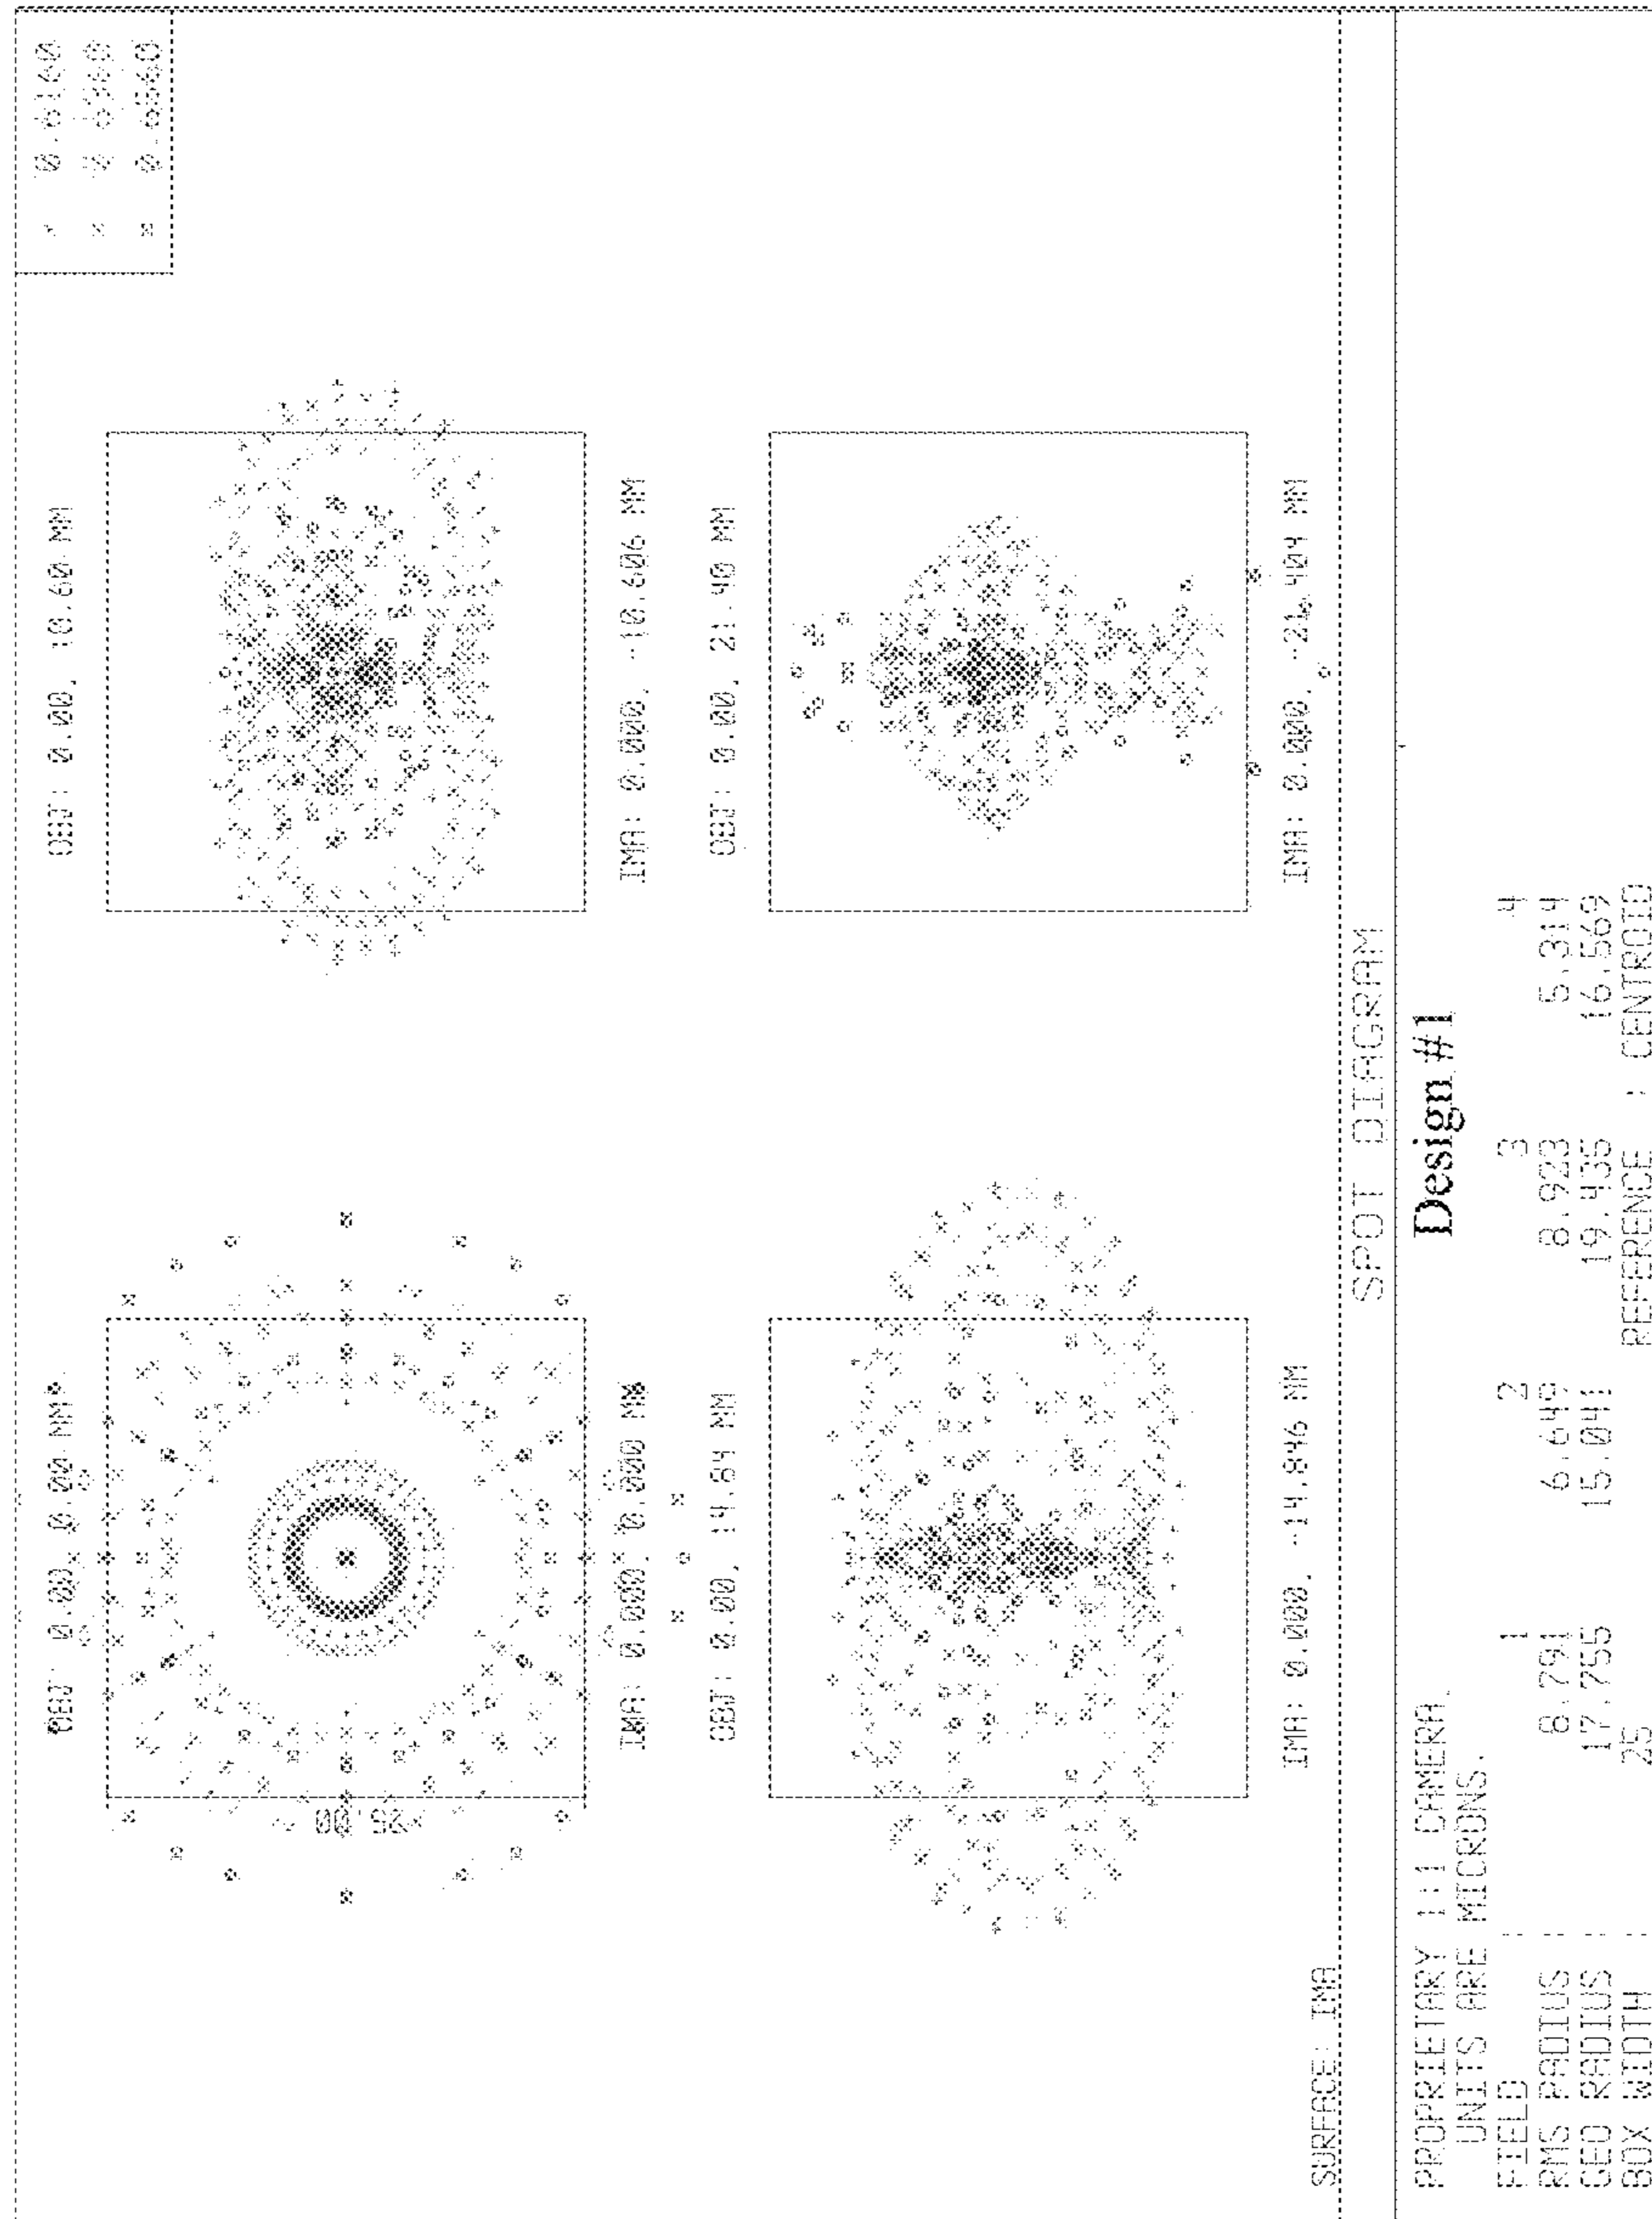 0.6160
0.6360
0.6560
OBJ: 0.00, 0.00 MM
OBJ: 0.00, 10.60 MM
25.00
IMA: 0.000, 0.000 MM
IMA: 0.000, -10.606 MM
OBJ: 0.00, 14.84 MM
OBJ: 0.00, 21.40 MM
IMA: 0.000, -14.846 MM
IMA: 0.000, -21.404 MM
SURFACE: IMA
SPOT DIAGRAM
Design #1
PROPRIETARY 1:1 CAMERA.
UNITS ARE MICRONS.
FIELD : 1 2 3 4
RMS RADIUS : 8.791 6.649 8.923 5.314
GEO RADIUS : 17.755 15.041 19.435 16.569
BOX WIDTH : 25 REFERENCE : CENTROID